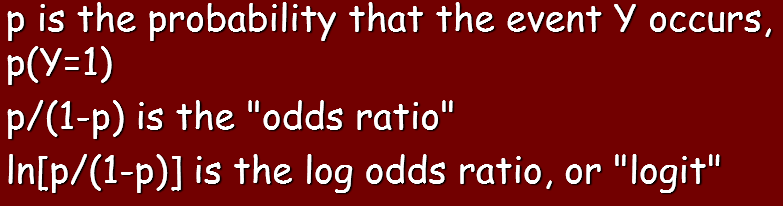 p is the probability that the event Y occurs,
p(Y=1)
p/(1-p) is the "odds ratio"
ln[p/(1-p)] is the log odds ratio, or "logit"